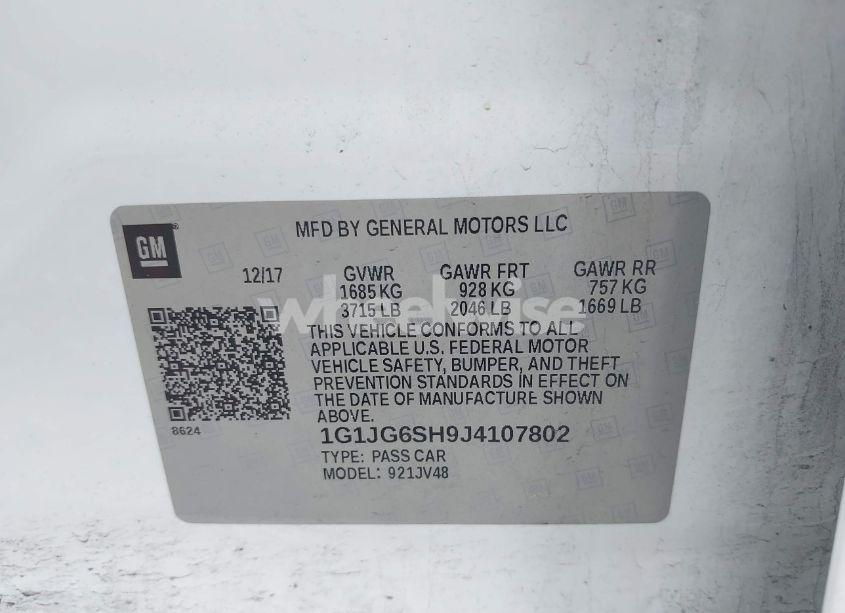 GM
MFD BY GENERAL MOTORS LLC
12/17 GVWR GAWR FRT GAWR RR
1685 KG 928 KG 757 KG
3715 LB 2046 LB 1669 LB
wheelwise
THIS VEHICLE CONFORMS TO ALL
APPLICABLE U.S. FEDERAL MOTOR
VEHICLE SAFETY, BUMPER, AND THEFT
PREVENTION STANDARDS IN EFFECT ON
THE DATE OF MANUFACTURE SHOWN
ABOVE.
8624
1G1JG6SH9J4107802
TYPE: PASS CAR
MODEL: 921JV48